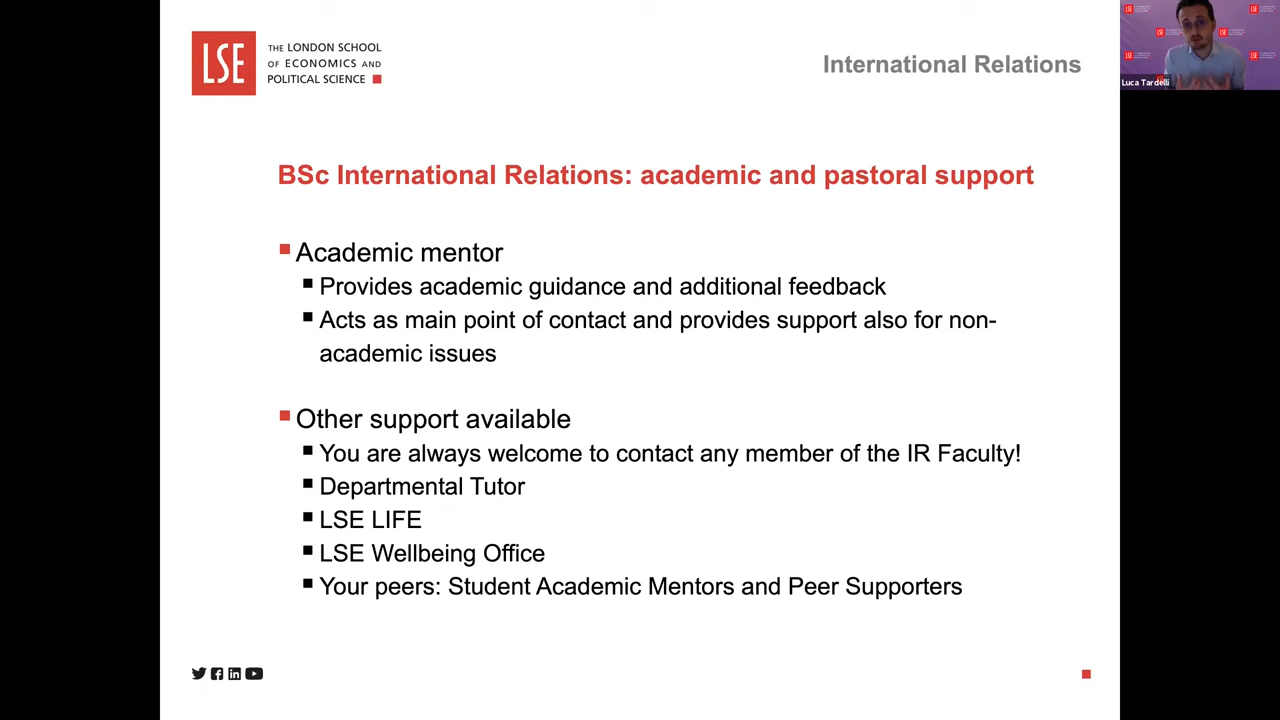 LSE
THE LONDON SCHOOL
OF ECONOMICS AND
POLITICAL SCIENCE
International Relations
Luca Tardelli
BSc International Relations: academic and pastoral support
Academic mentor
Provides academic guidance and additional feedback
Acts as main point of contact and provides support also for non-
academic issues
Other support available
You are always welcome to contact any member of the IR Faculty!
Departmental Tutor
LSE LIFE
LSE Wellbeing Office
Your peers: Student Academic Mentors and Peer Supporters